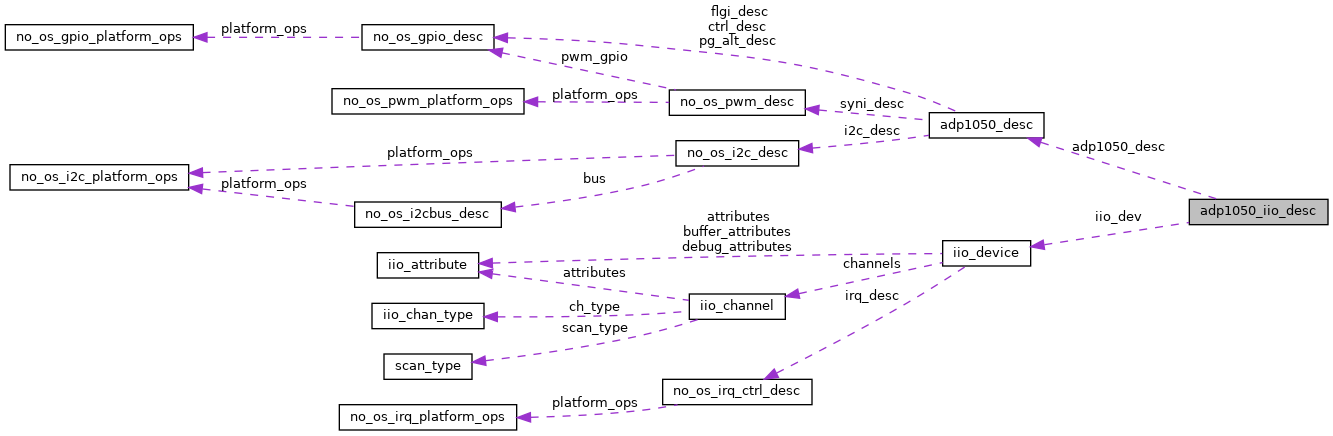 flgi_desc
ctrl_desc
pg_alt_desc
no_os_gpio_platform_ops
platform_ops
no_os_gpio_desc
pwm_gpio
no_os_pwm_platform_ops
platform_ops
no_os_pwm_desc
syni_desc
adp1050_desc
i2c_desc
no_os_i2c_desc
platform_ops
adp1050_desc
no_os_i2c_platform_ops
platform_ops
bus
no_os_i2cbus_desc
adp1050_iio_desc
iio_dev
attributes
buffer_attributes
debug_attributes
iio_device
iio_attribute
attributes
channels
irq_desc
iio_channel
iio_chan_type
ch_type
scan_type
scan_type
no_os_irq_ctrl_desc
platform_ops
no_os_irq_platform_ops